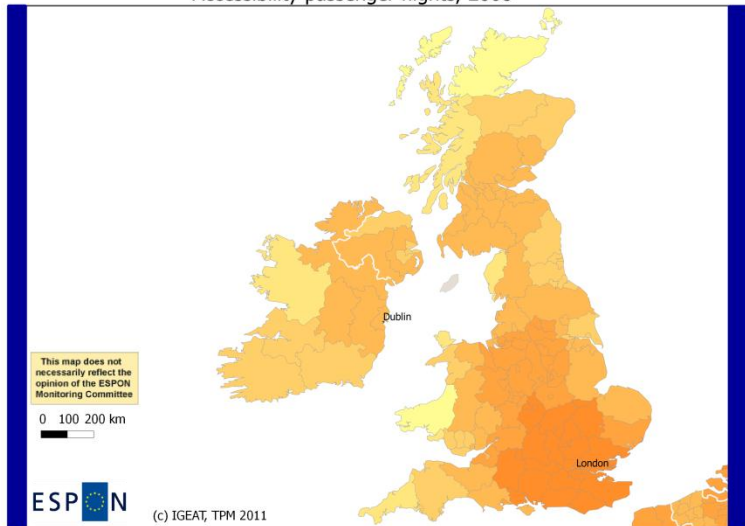 Dublin
This map does not
necessarily reflect the
opinion of the ESPON
Monitoring Committee
0 100 200 km
London
ESPON
(c) IGEAT, TPM 2011